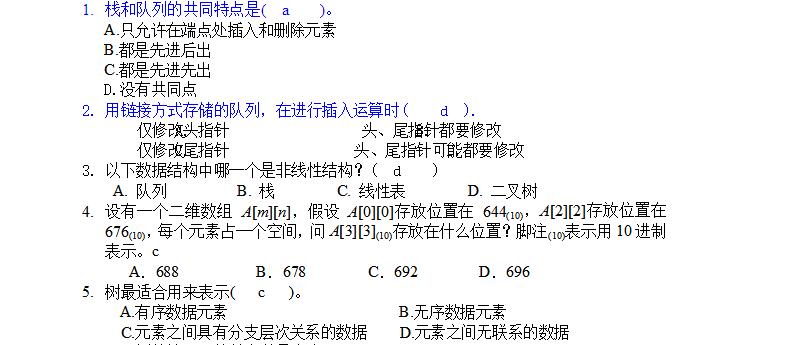 1. 栈和队列的共同特点是( a )。
A.只允许在端点处插入和删除元素
B.都是先进后出
C.都是先进先出
D.没有共同点
2. 用链接方式存储的队列，在进行插入运算时( d ).
仅修改头指针 头、尾指针都要修改
仅修改尾指针 头、尾指针可能都要修改
3. 以下数据结构中哪一个是非线性结构？( d )
A. 队列 B. 栈 C. 线性表 D. 二叉树
4. 设有一个二维数组 A[m][n]，假设 A[0][0]存放位置在 644(10)，A[2][2]存放位置在
676(10)，每个元素占一个空间，问 A[3][3](10)存放在什么位置？脚注(10)表示用 10 进制
表示。c
A．688 B．678 C．692 D．696
5. 树最适合用来表示( c )。
A.有序数据元素 B.无序数据元素
C.元素之间具有分支层次关系的数据 D.元素之间无联系的数据